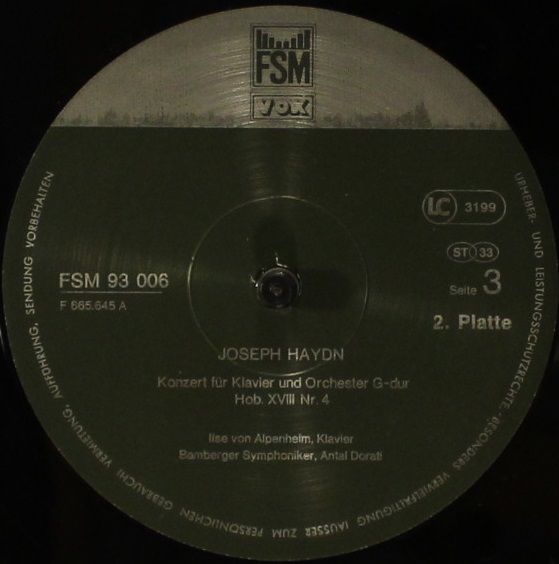 FSM
VOX
LC 3199
ST 33
Seite 3
2. Platte
FSM 93 006
F 665.645 A
JOSEPH HAYDN
Konzert für Klavier und Orchester G-dur
Hob. XVIII Nr. 4
Ilse von Alpenheim, Klavier
Bamberger Symphoniker, Antal Dorati
URHEBER- UND LEISTUNGSSCHUTZRECHTE - BESONDERS VERVIELFÄLTIGUNG (AUSSER ZUM PERSÖNLICHEN GEBRAUCH) VERMIETUNG, AUFFÜHRUNG, SENDUNG VORBEHALTEN